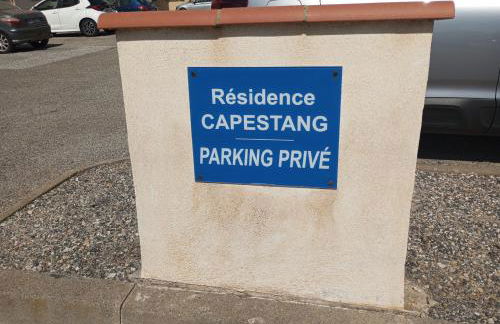 Résidence
CAPESTANG
PARKING PRIVÉ